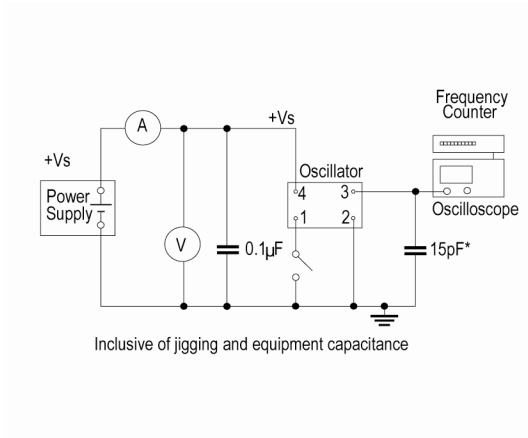 Frequency
Counter
A
+Vs
+Vs
Oscillator
Power
Supply
4
3
1
2
Oscilloscope
V
0.1µF
15pF*
Inclusive of jigging and equipment capacitance